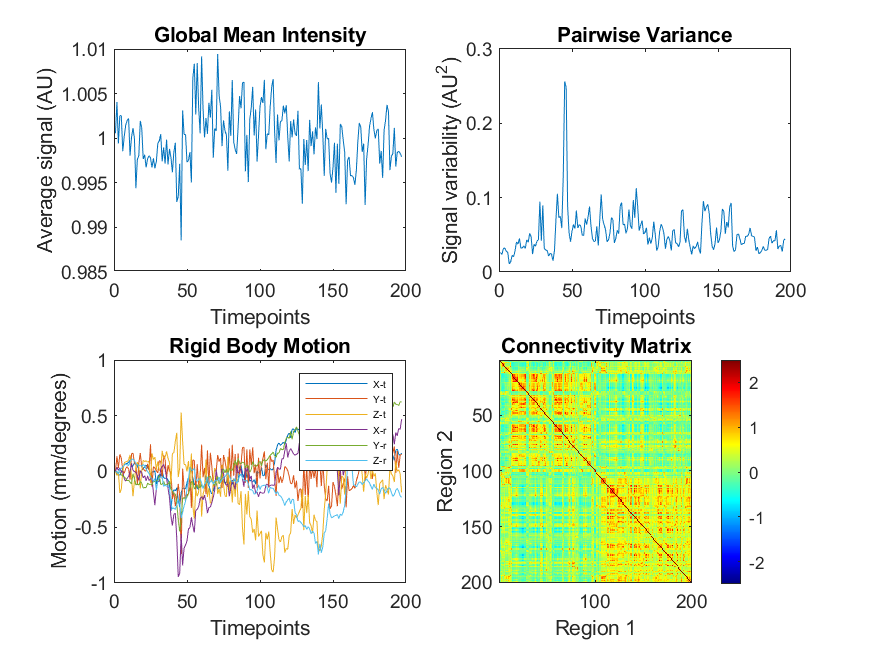 Global Mean Intensity
Average signal (AU)
1.01
1.005
1
0.995
0.99
0.985
0 50 100 150 200
Timepoints
Pairwise Variance
Signal variability (AU²)
0.3
0.2
0.1
0
0 50 100 150 200
Timepoints
Rigid Body Motion
Motion (mm/degrees)
1
0.5
0
-0.5
-1
X-t
Y-t
Z-t
X-r
Y-r
Z-r
0 50 100 150 200
Timepoints
Connectivity Matrix
Region 2
50
100
150
200
100 200
Region 1
2
1
0
-1
-2